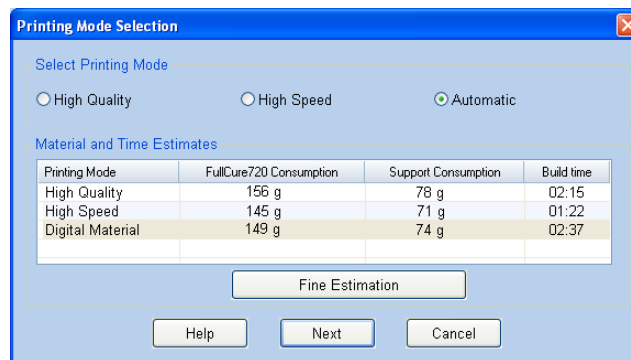 Printing Mode Selection
Select Printing Mode
High Quality High Speed Automatic
Material and Time Estimates
Printing Mode FullCure720 Consumption Support Consumption Build time
High Quality 156 g 78 g 02:15
High Speed 145 g 71 g 01:22
Digital Material 149 g 74 g 02:37
Fine Estimation
Help Next Cancel